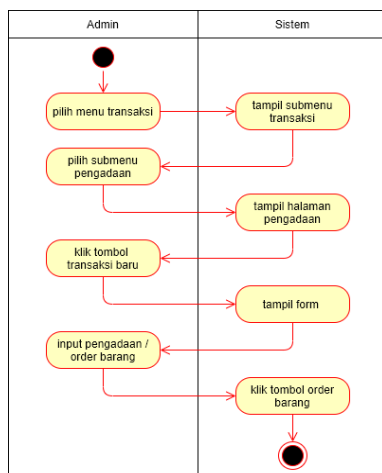 Admin
Sistem
pilih menu transaksi
tampil submenu
transaksi
pilih submenu
pengadaan
tampil halaman
pengadaan
klik tombol
transaksi baru
tampil form
input pengadaan /
order barang
klik tombol order
barang